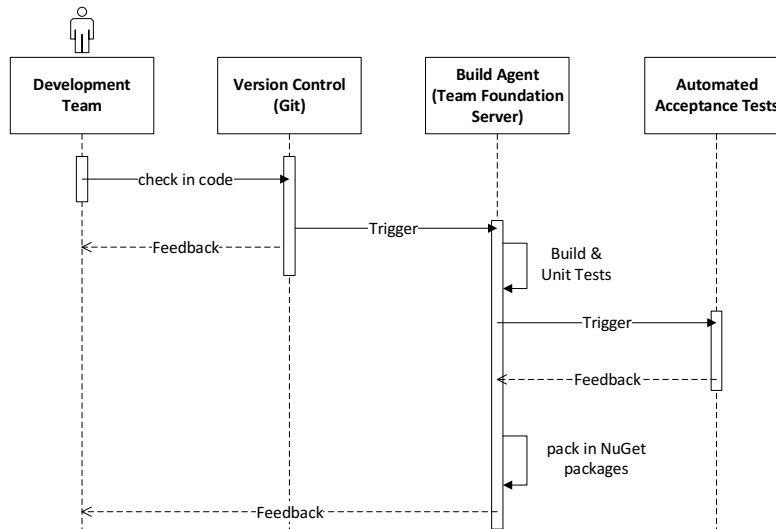 Development
Team
Version Control
(Git)
Build Agent
(Team Foundation
Server)
Automated
Acceptance Tests
check in code
Trigger
Feedback
Build &
Unit Tests
Trigger
Feedback
pack in NuGet
packages
Feedback